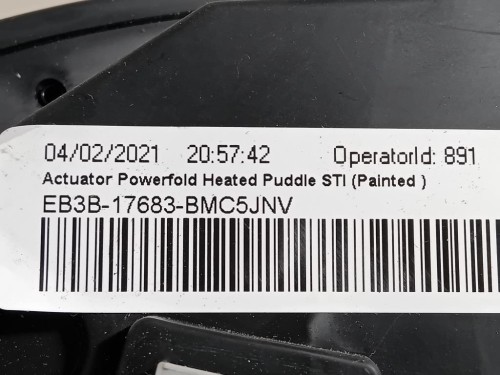 04/02/2021 20:57:42 OperatorId: 891
Actuator Powerfold Heated Puddle STI (Painted )
EB3B-17683-BMC5JNV